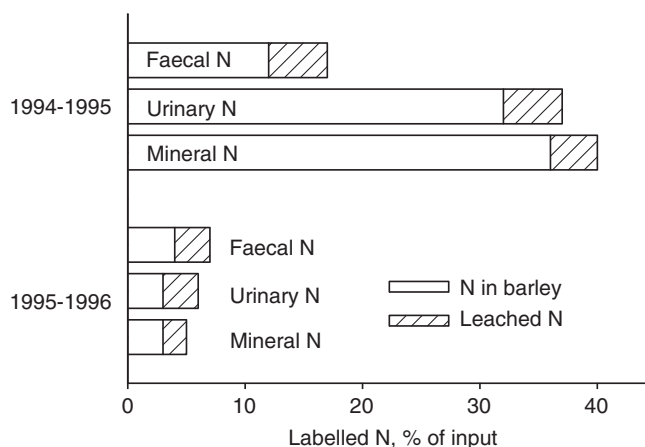 Faecal N
1994-1995
Urinary N
Mineral N
Faecal N
1995-1996
Urinary N
Mineral N
N in barley
Leached N
0 10 20 30 40
Labelled N, % of input